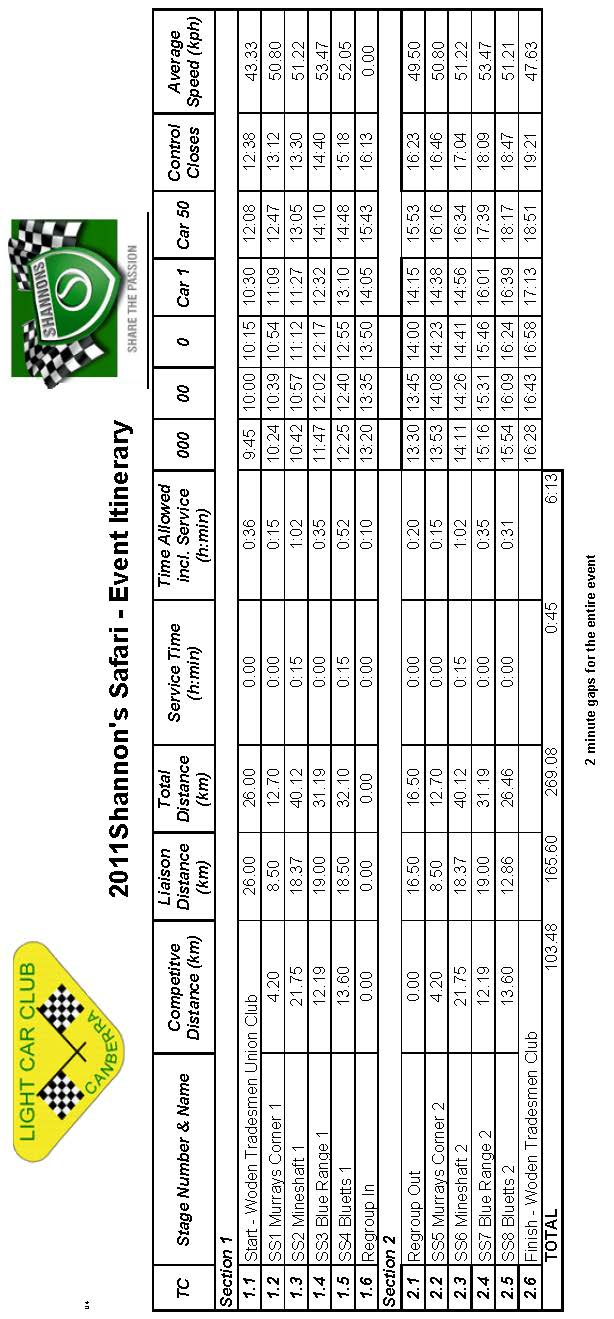 LIGHT CAR CLUB
CANBERRA
SHANNONS
SHARE THE PASSION
2011Shannon's Safari - Event Itinerary
TC Stage Number & Name Competitve Distance (km) Liaison Distance (km) Total Distance (km) Service Time (h:min) Time Allowed incl. Service (h:min) 000 00 0 Car 1 Car 50 Control Closes Average Speed (kph)
Section 1
1.1 Start - Woden Tradesmen Union Club 26.00 26.00 0:00 0:36 9:45 10:00 10:15 10:30 12:08 12:38 43.33
1.2 SS1 Murrays Corner 1 4.20 8.50 12.70 0:00 0:15 10:24 10:39 10:54 11:09 12:47 13:12 50.80
1.3 SS2 Mineshaft 1 21.75 18.37 40.12 0:15 1:02 10:42 10:57 11:12 11:27 13:05 13:30 51.22
1.4 SS3 Blue Range 1 12.19 19.00 31.19 0:00 0:35 11:47 12:02 12:17 12:32 14:10 14:40 53.47
1.5 SS4 Bluetts 1 13.60 18.50 32.10 0:15 0:52 12:25 12:40 12:55 13:10 14:48 15:18 52.05
1.6 Regroup In 0.00 0.00 0.00 0:00 0:10 13:20 13:35 13:50 14:05 15:43 16:13 0.00
Section 2
2.1 Regroup Out 0.00 16.50 16.50 0:00 0:20 13:30 13:45 14:00 14:15 15:53 16:23 49.50
2.2 SS5 Murrays Corner 2 4.20 8.50 12.70 0:00 0:15 13:53 14:08 14:23 14:38 16:16 16:46 50.80
2.3 SS6 Mineshaft 2 21.75 18.37 40.12 0:15 1:02 14:11 14:26 14:41 14:56 16:34 17:04 51.22
2.4 SS7 Blue Range 2 12.19 19.00 31.19 0:00 0:35 15:16 15:31 15:46 16:01 17:39 18:09 53.47
2.5 SS8 Bluetts 2 13.60 12.86 26.46 0:00 0:31 15:54 16:09 16:24 16:39 18:17 18:47 51.21
2.6 Finish - Woden Tradesmen Club 16:28 16:43 16:58 17:13 18:51 19:21 47.63
TOTAL 103.48 165.60 269.08 0:45 6:13
2 minute gaps for the entire event